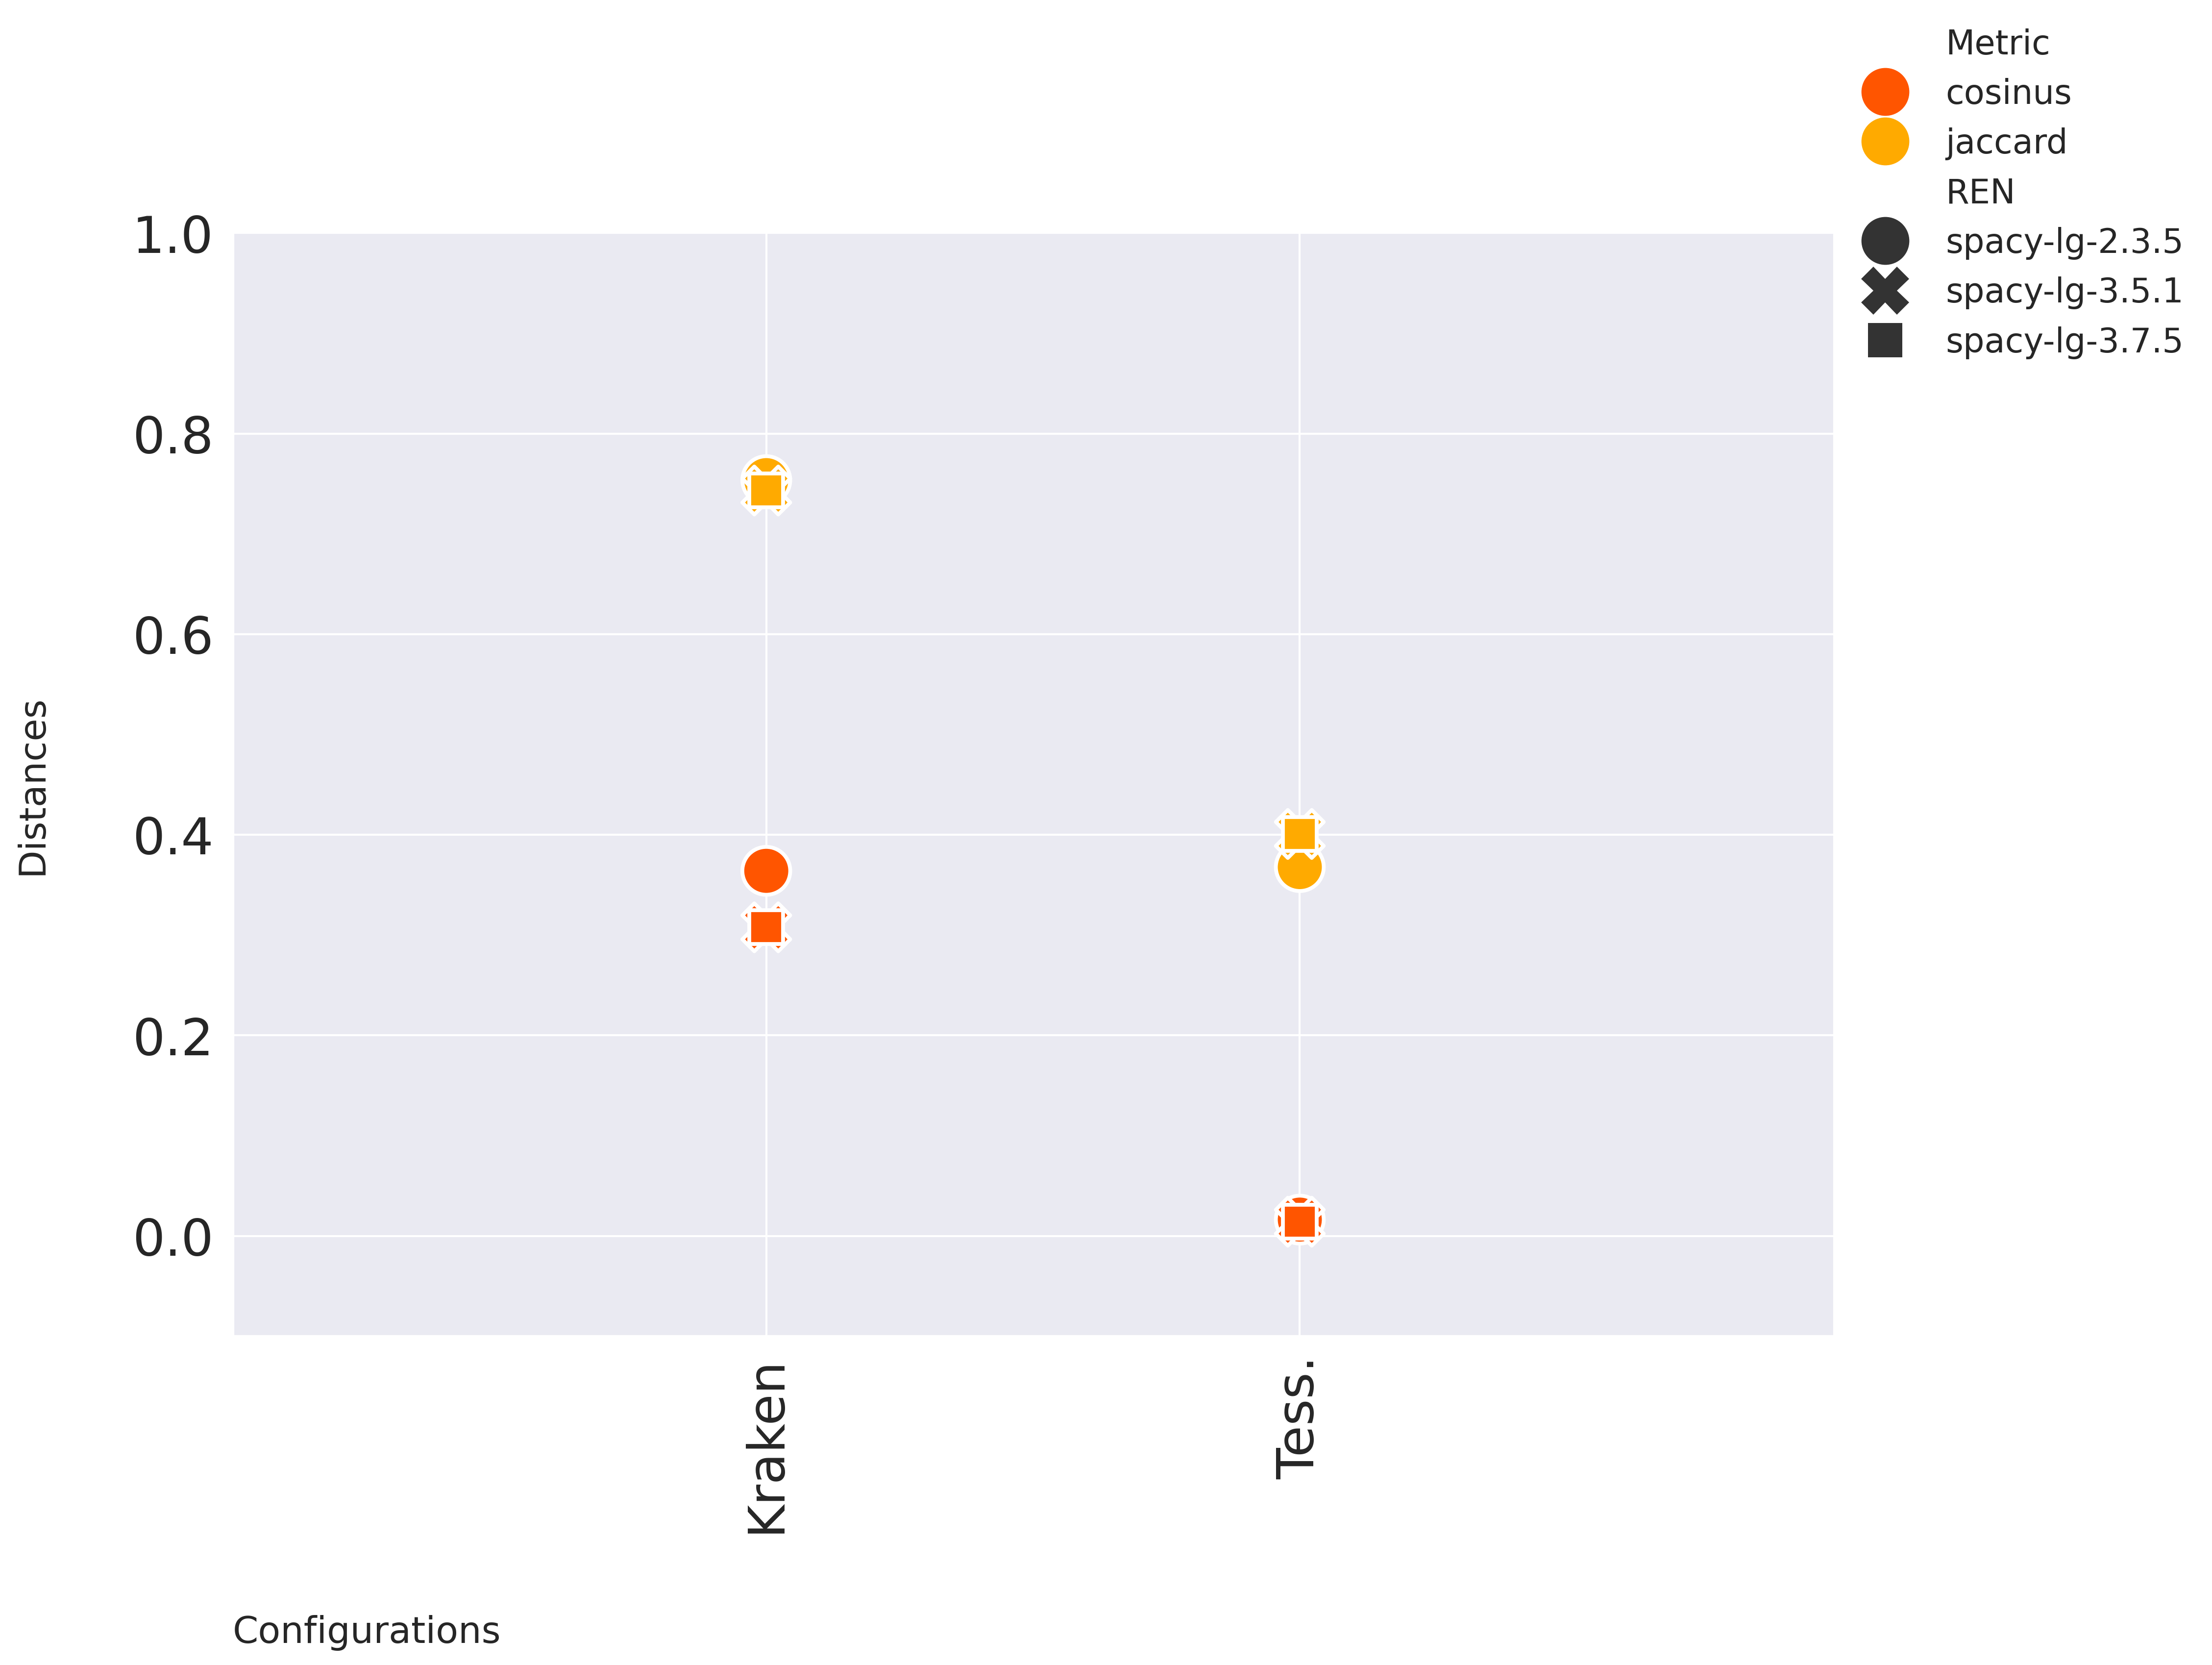 Metric
cosinus
jaccard
REN
spacy-lg-2.3.5
spacy-lg-3.5.1
spacy-lg-3.7.5
1.0
0.8
0.6
0.4
0.2
0.0
Distances
Kraken
Tess.
Configurations